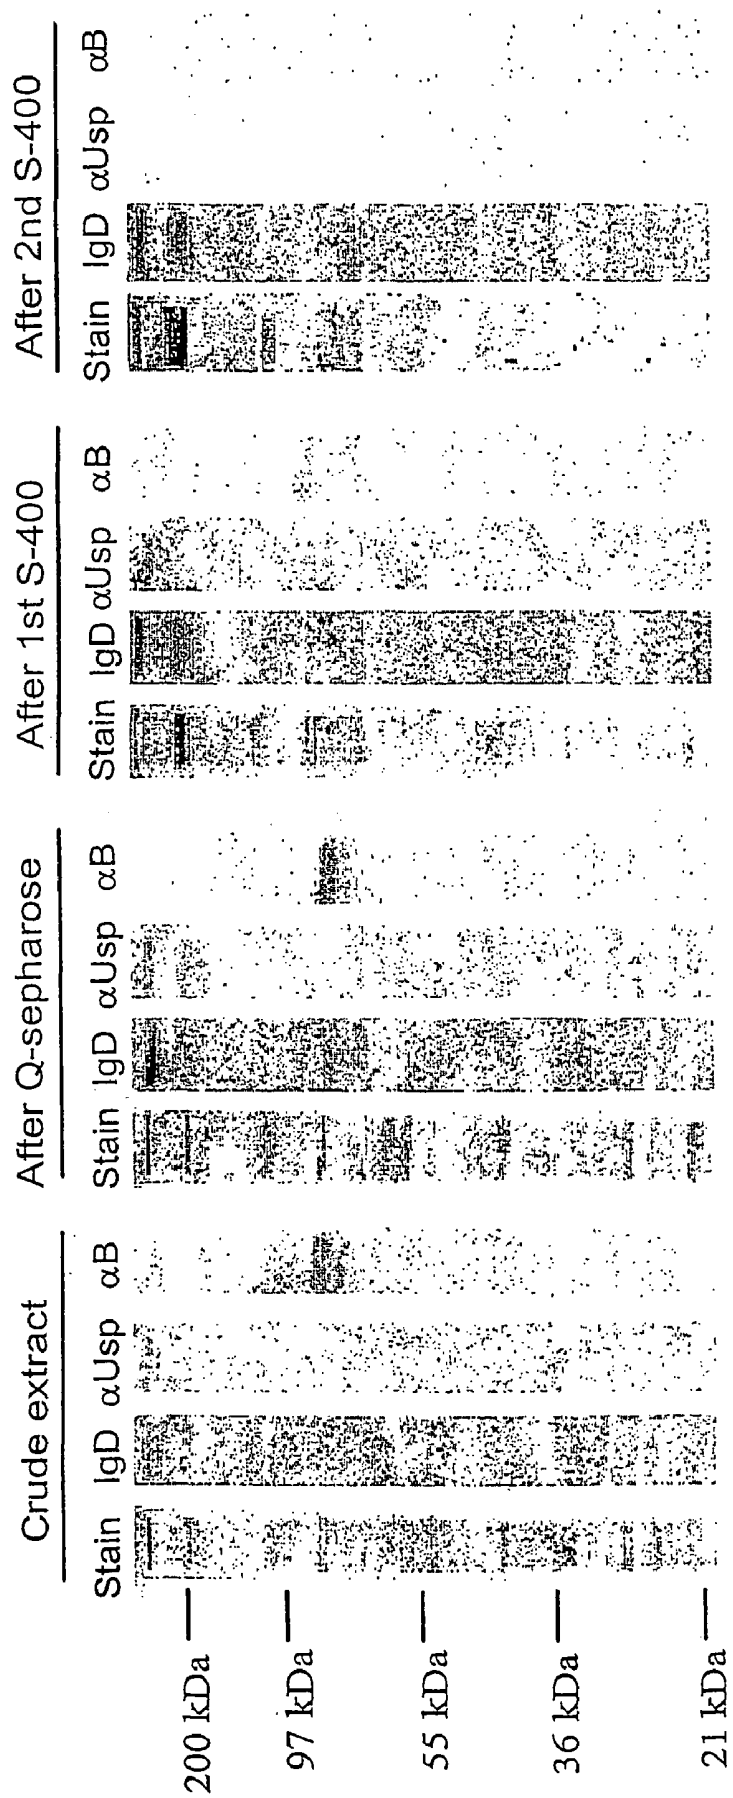 Crude extract
Stain IgD αUsp αB
After Q-sepharose
Stain IgD αUsp αB
After 1st S-400
Stain IgD αUsp αB
After 2nd S-400
Stain IgD αUsp αB
200 kDa
97 kDa
55 kDa
36 kDa
21 kDa